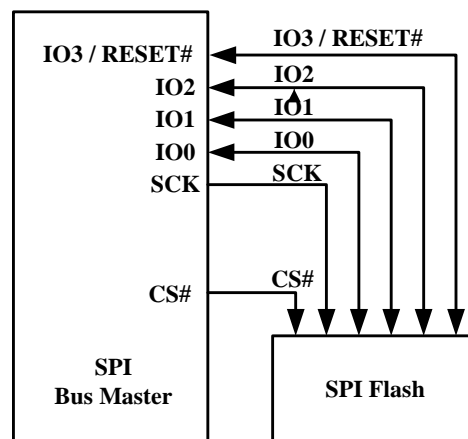 IO3 / RESET#
IO3 / RESET#
IO2
IO2
IO1
IO1
IO0
IO0
SCK
SCK
CS#
CS#
SPI
Bus Master
SPI Flash